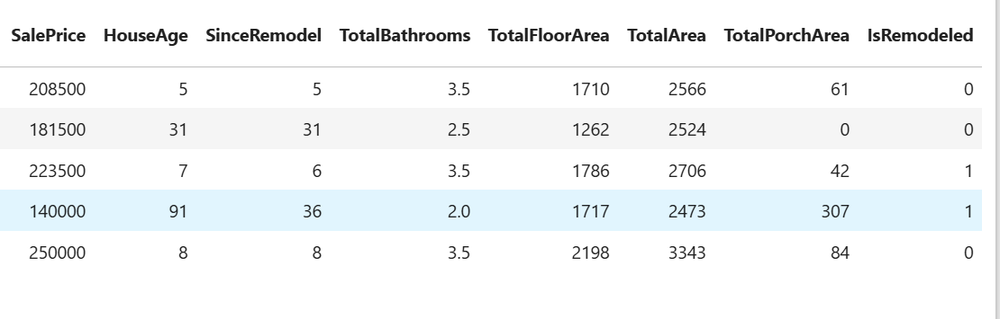 SalePrice HouseAge SinceRemodel TotalBathrooms TotalFloorArea TotalArea TotalPorchArea IsRemodeled
208500 5 5 3.5 1710 2566 61 0
181500 31 31 2.5 1262 2524 0 0
223500 7 6 3.5 1786 2706 42 1
140000 91 36 2.0 1717 2473 307 1
250000 8 8 3.5 2198 3343 84 0